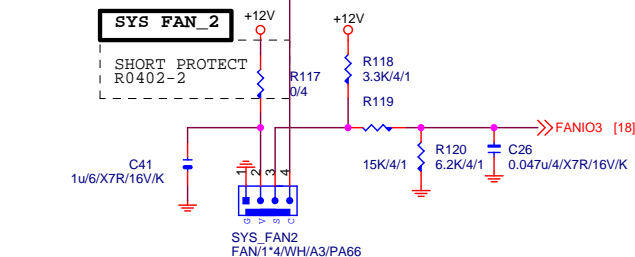 SYS FAN_2
+12V
+12V
SHORT PROTECT
R0402-2
R117
0/4
R118
3.3K/4/1
R119
FANIO3 [18]
C41
1u/6/X7R/16V/K
15K/4/1
R120
6.2K/4/1
C26
0.047u/4/X7R/16V/K
1 2 3 4
G V S C
SYS_FAN2
FAN/1*4/WH/A3/PA66